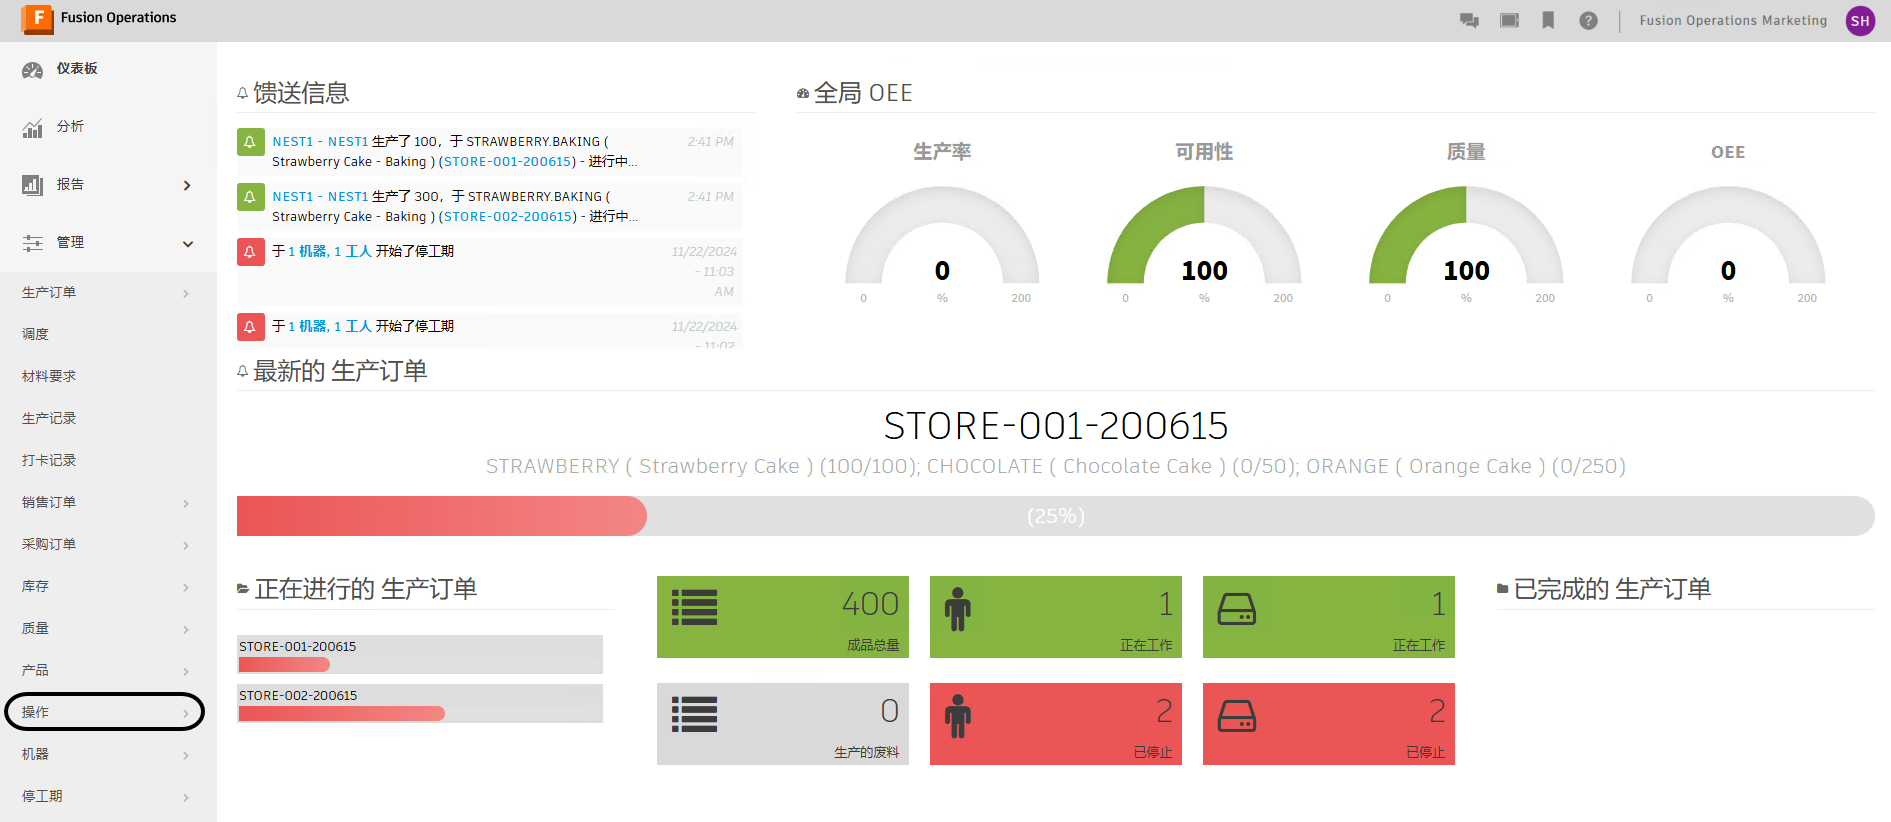 F Fusion Operations
Fusion Operations Marketing
SH
仪表板
分析
报告
管理
生产订单
调度
材料要求
生产记录
打卡记录
销售订单
采购订单
库存
质量
产品
操作
机器
停工期
馈送信息
NEST1 - NEST1 生产了 100，于 STRAWBERRY.BAKING ( 2:41 PM
Strawberry Cake - Baking ) (STORE-001-200615) - 进行中...
NEST1 - NEST1 生产了 300，于 STRAWBERRY.BAKING ( 2:41 PM
Strawberry Cake - Baking ) (STORE-002-200615) - 进行中...
于 1 机器, 1 工人 开始了停工期 11/22/2024
- 11:03
AM
于 1 机器, 1 工人 开始了停工期 11/22/2024
- 11:02
全局 OEE
生产率
0
0 % 200
可用性
100
0 % 200
质量
100
0 % 200
OEE
0
0 % 200
最新的 生产订单
STORE-001-200615
STRAWBERRY ( Strawberry Cake ) (100/100); CHOCOLATE ( Chocolate Cake ) (0/50); ORANGE ( Orange Cake ) (0/250)
(25%)
正在进行的 生产订单
STORE-001-200615
STORE-002-200615
400
成品总量
1
正在工作
1
正在工作
0
生产的废料
2
已停止
2
已停止
已完成的 生产订单